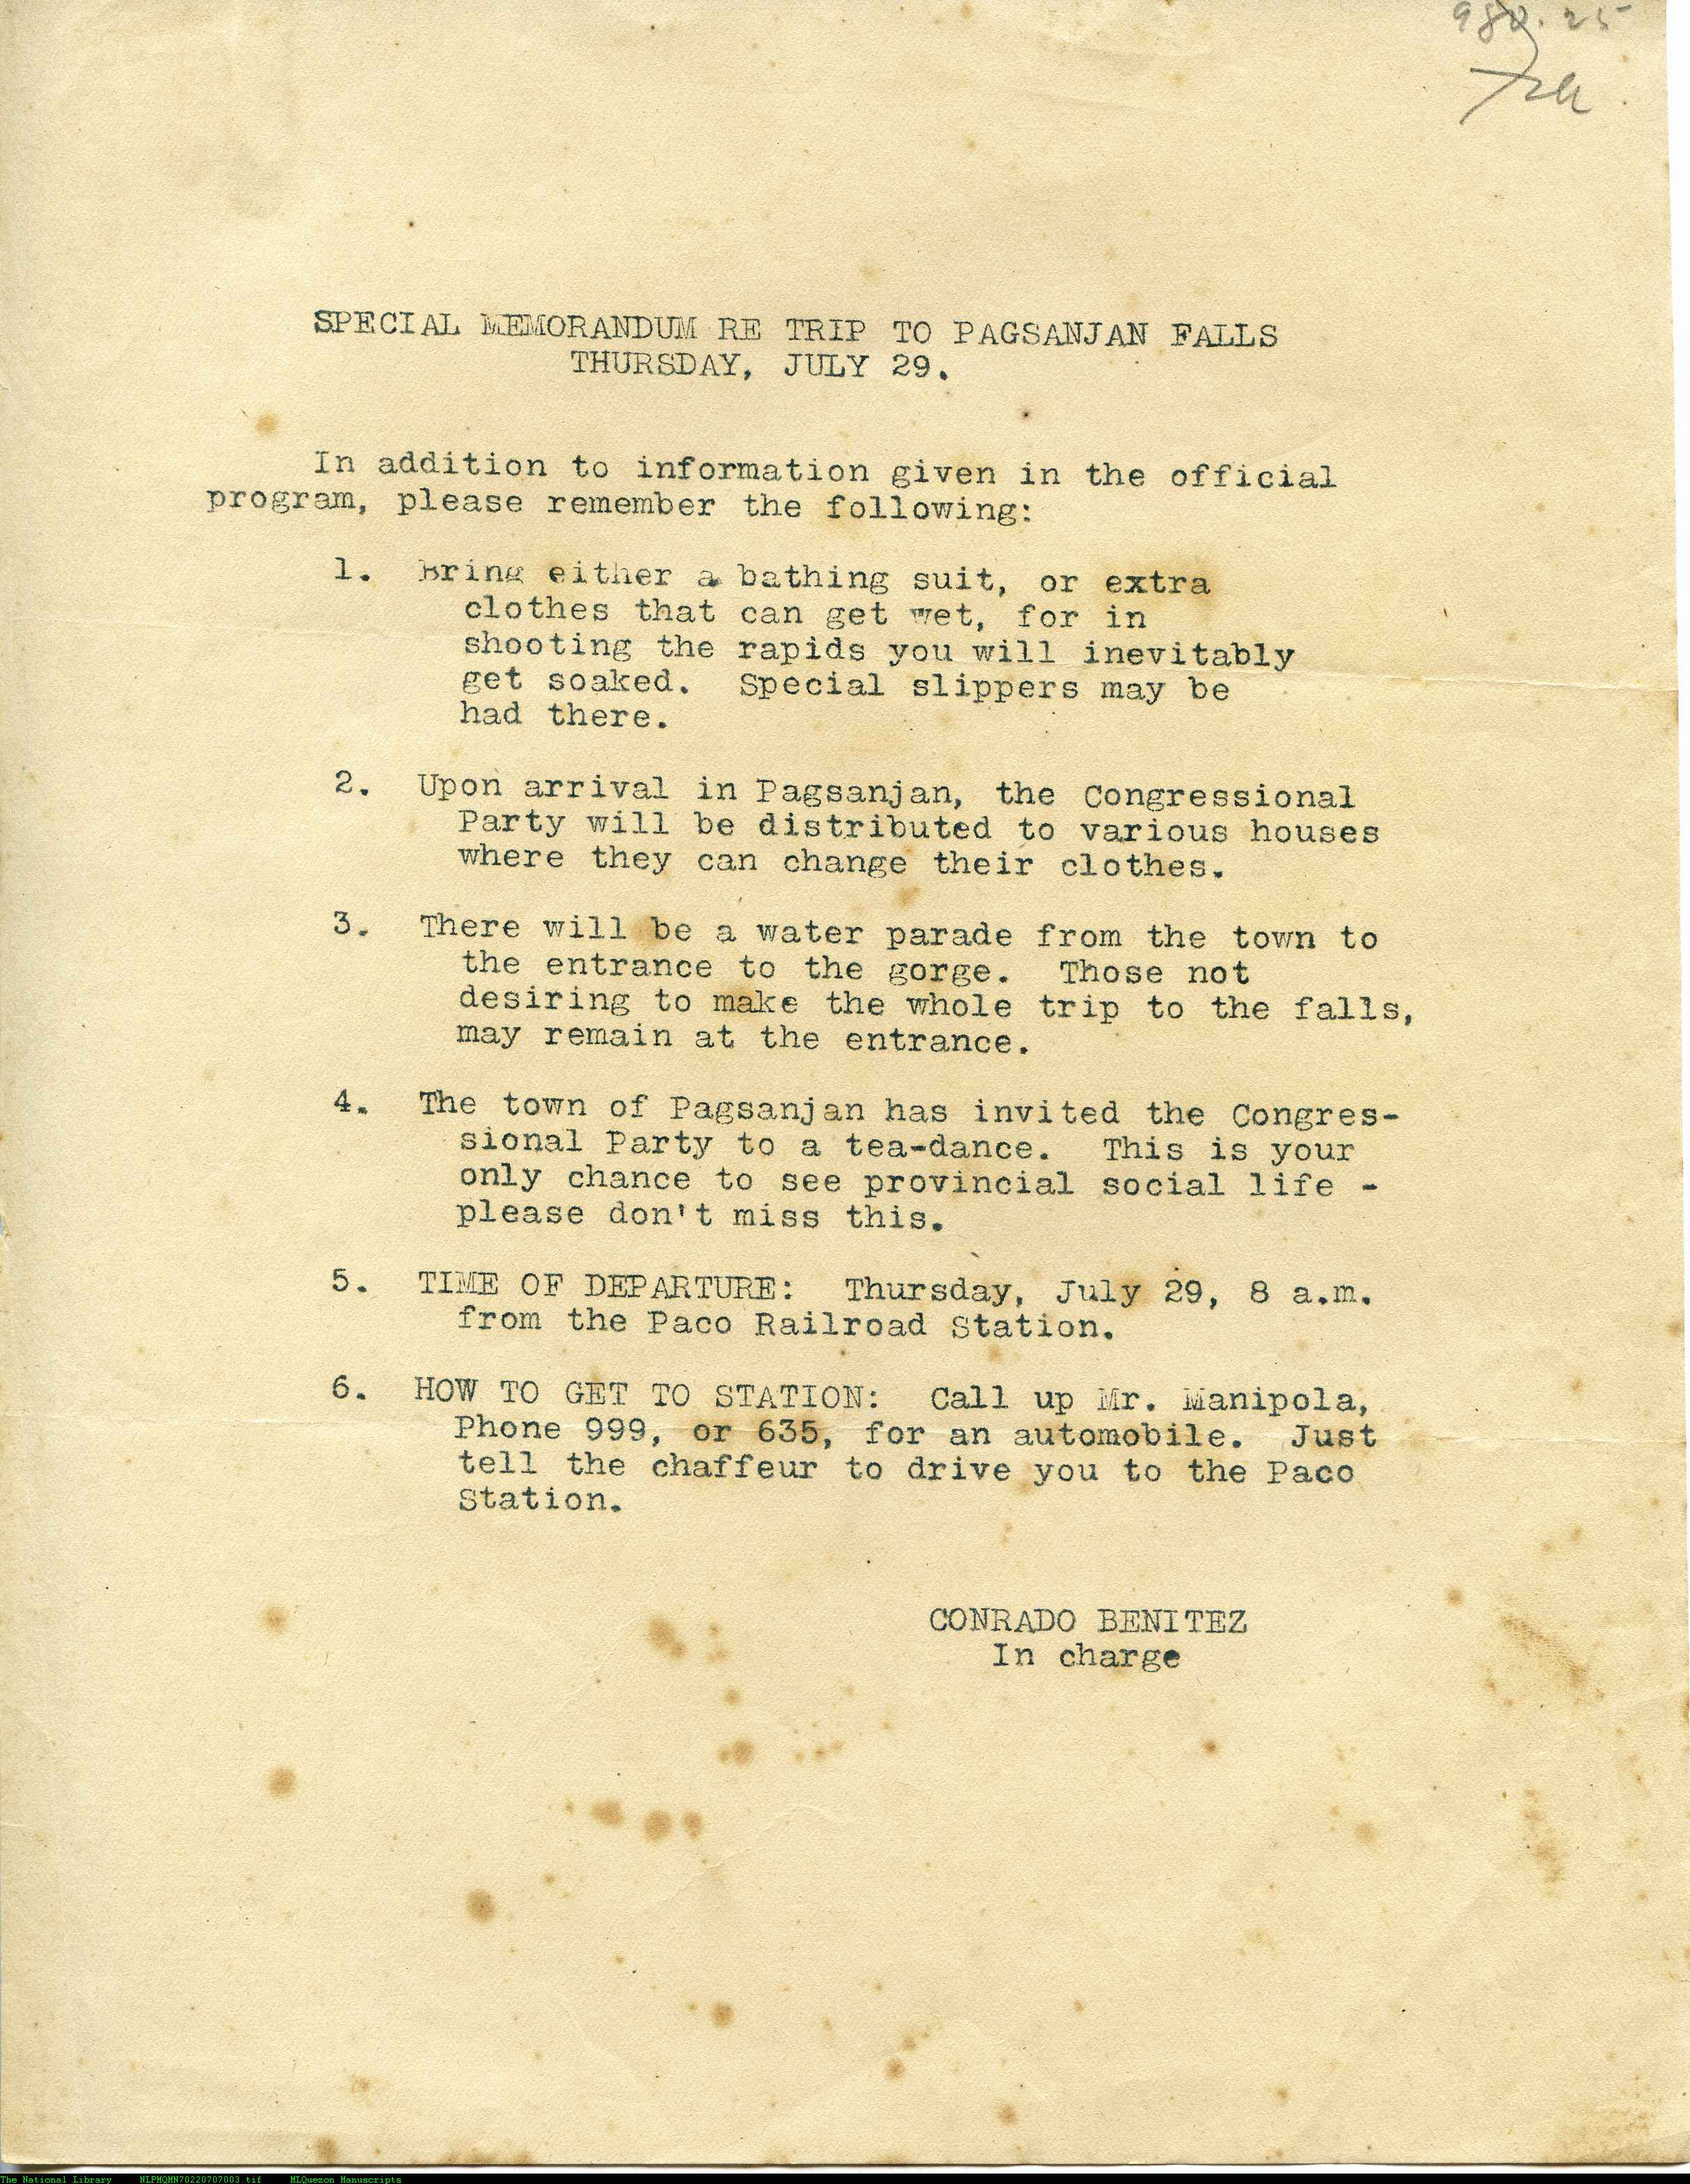 SPECIAL MEMORANDUM RE TRIP TO PAGSANJAN FALLS
THURSDAY, JULY 29.
In addition to information given in the official
program, please remember the following:
1. Bring either a bathing suit, or extra
clothes that can get wet, for in
shooting the rapids you will inevitably
get soaked. Special slippers may be
had there.
2. Upon arrival in Pagsanjan, the Congressional
Party will be distributed to various houses
where they can change their clothes.
3. There will be a water parade from the town to
the entrance to the gorge. Those not
desiring to make the whole trip to the falls,
may remain at the entrance.
4. The town of Pagsanjan has invited the Congres-
sional Party to a tea-dance. This is your
only chance to see provincial social life -
please don't miss this.
5. TIME OF DEPARTURE: Thursday, July 29, 8 a.m.
from the Paco Railroad Station.
6. HOW TO GET TO STATION: Call up Mr. Manipola,
Phone 999, or 635, for an automobile. Just
tell the chaffeur to drive you to the Paco
Station.
CONRADO BENITEZ
In charge
The National Library NLPMQMN70220707003.tif MLQuezon Manuscripts